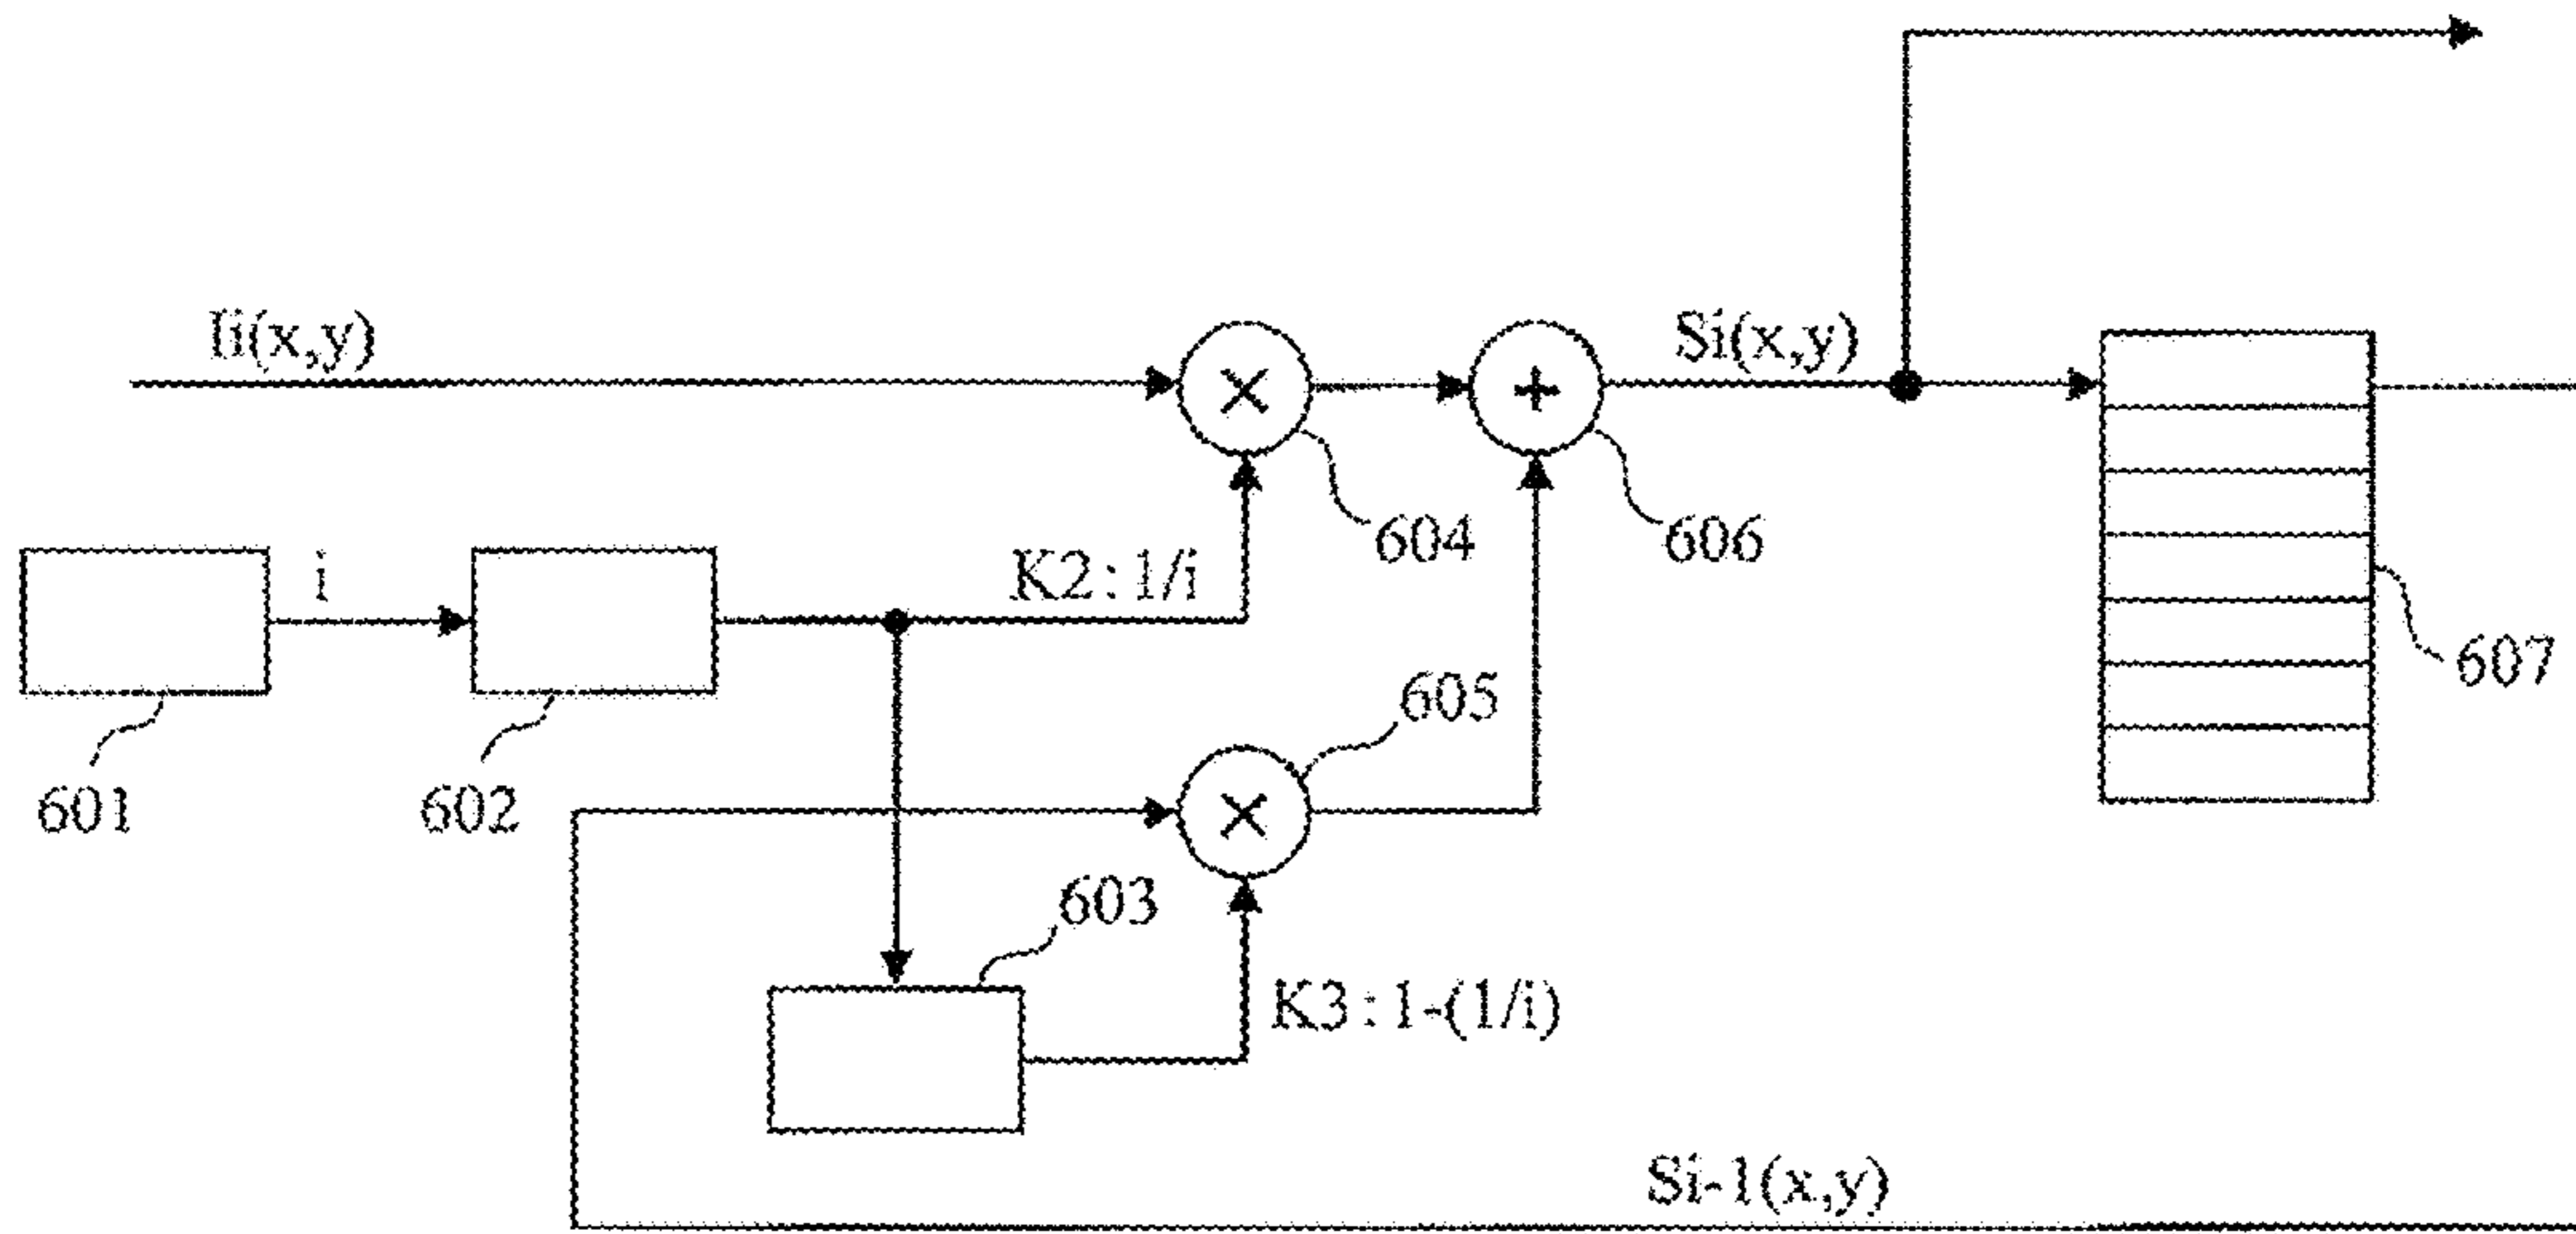 Ii(x,y)
Si(x,y)
604
606
i
K2 : 1/i
607
605
601
602
603
K3 : 1-(1/i)
Si-1(x,y)